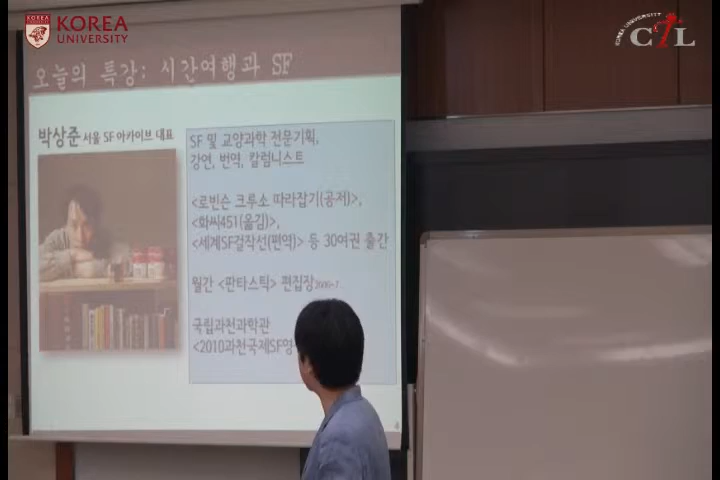 KOREA
UNIVERSITY
KOREA UNIVERSITY
CTL
오늘의 특강: 시간여행과 SF
박상준 서울 SF 아카이브 대표
SF 및 교양과학 전문기획,
강연, 번역, 칼럼니스트
<로빈슨 크루소 따라잡기(공저)>,
<화씨451(옮김)>,
<세계SF걸작선(편역)> 등 30여권 출간
월간 <판타스틱> 편집장
국립과천과학관
<2010과천국제SF영